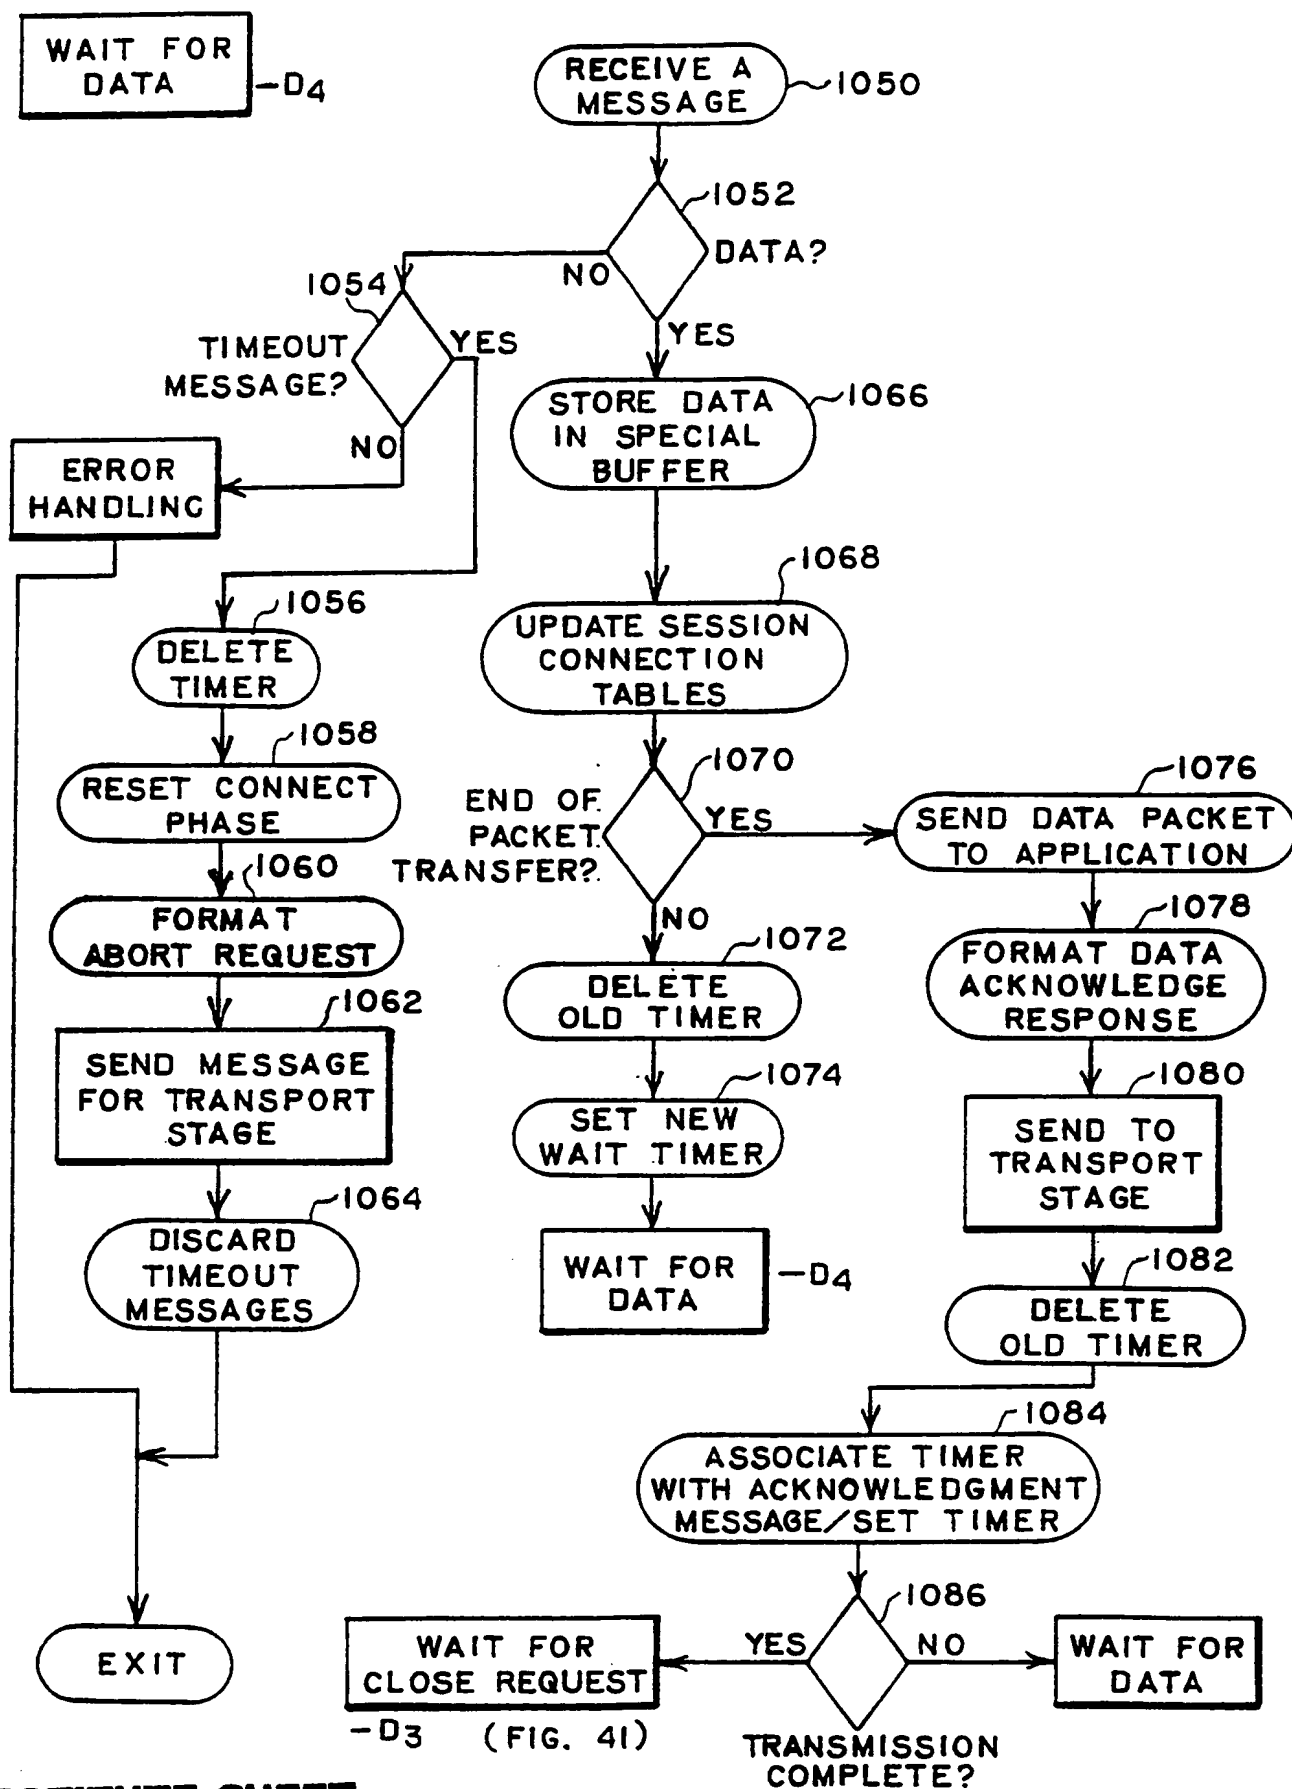 WAIT FOR
DATA
-D4
RECEIVE A
MESSAGE
1050
1052
DATA?
NO
YES
1054
TIMEOUT
MESSAGE?
YES
NO
ERROR
HANDLING
STORE DATA
IN SPECIAL
BUFFER
1066
1056
DELETE
TIMER
1068
UPDATE SESSION
CONNECTION
TABLES
1058
RESET CONNECT
PHASE
1070
END OF
PACKET
TRANSFER?
YES
NO
1076
SEND DATA PACKET
TO APPLICATION
1060
FORMAT
ABORT REQUEST
1072
DELETE
OLD TIMER
1078
FORMAT DATA
ACKNOWLEDGE
RESPONSE
1062
SEND MESSAGE
FOR TRANSPORT
STAGE
1074
SET NEW
WAIT TIMER
1080
SEND TO
TRANSPORT
STAGE
1064
DISCARD
TIMEOUT
MESSAGES
WAIT FOR
DATA
-D4
1082
DELETE
OLD TIMER
1084
ASSOCIATE TIMER
WITH ACKNOWLEDGMENT
MESSAGE/SET TIMER
1086
YES
NO
EXIT
WAIT FOR
CLOSE REQUEST
-D3 (FIG. 41)
WAIT FOR
DATA
TRANSMISSION
COMPLETE?